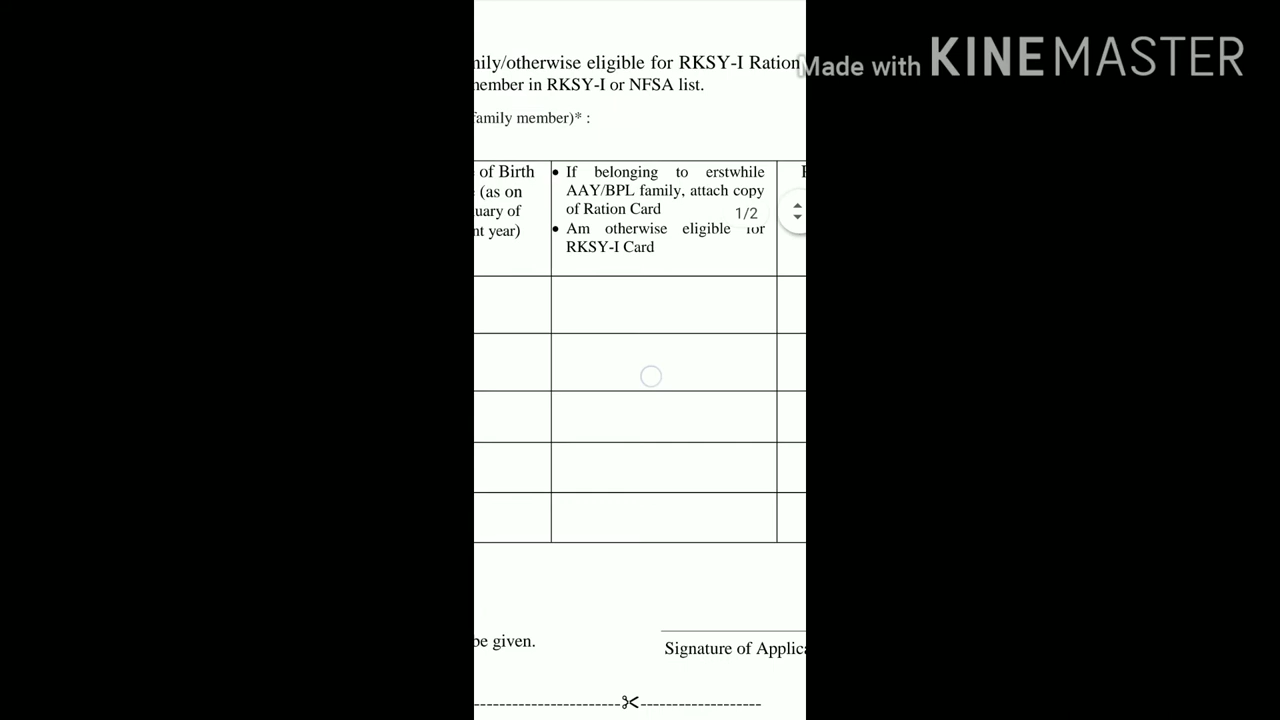 Made with KINEMASTER
nily/otherwise eligible for RKSY-I Ration
nember in RKSY-I or NFSA list.
family member)* :
of Birth
(as on
uary of
nt year)
• If belonging to erstwhile
AAY/BPL family, attach copy
of Ration Card
• Am otherwise eligible for
RKSY-I Card
1/2
be given.
Signature of Applica